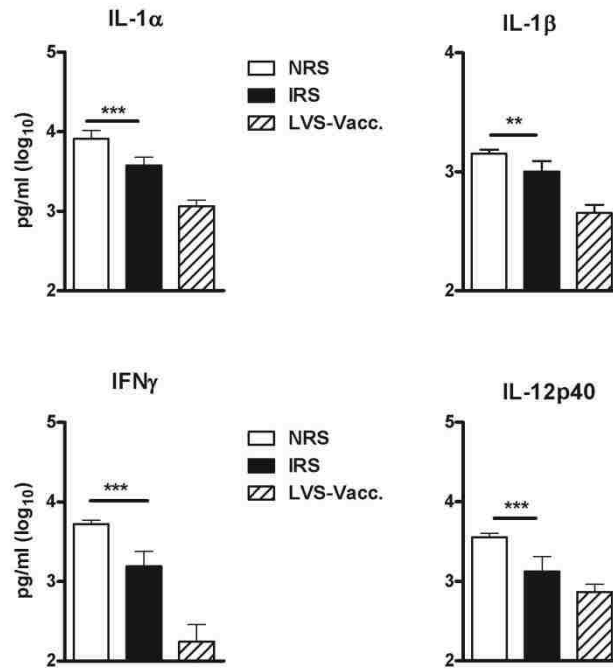 IL-1α
5
4
3
2
pg/ml (log10)
***
NRS
IRS
LVS-Vacc.
IL-1β
4
3
2
**
IFNγ
5
4
3
2
pg/ml (log10)
***
NRS
IRS
LVS-Vacc.
IL-12p40
5
4
3
2
***